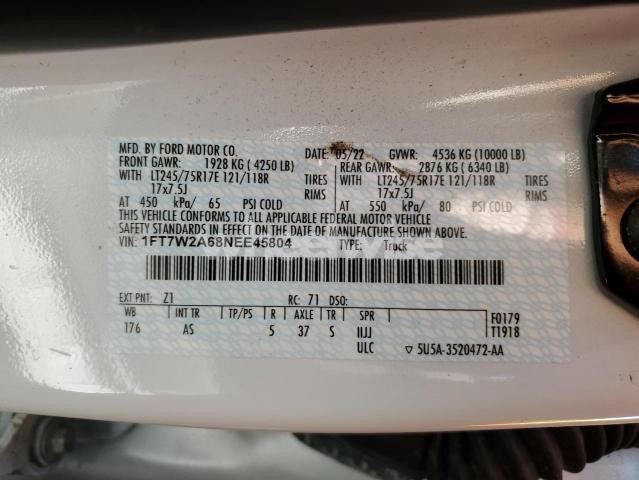 MFD. BY FORD MOTOR CO.
05/22 GVWR: 4536 KG (10000 LB)
FRONT GAWR: 1928 KG ( 4250 LB)
REAR GAWR: 2876 KG ( 6340 LB)
WITH LT245/75R17E 121/118R TIRES
WITH LT245/75R17E 121/118R TIRES
17x7.5J RIMS
17x7.5J RIMS
AT 450 kPa/ 65 PSI COLD
AT 550 kPa/ 80 PSI COLD
THIS VEHICLE CONFORMS TO ALL APPLICABLE FEDERAL MOTOR VEHICLE
SAFETY STANDARDS IN EFFECT ON THE DATE OF MANUFACTURE SHOWN ABOVE.
VIN: 1FT7W2A68NEE45804 TYPE: Truck
EXT PNT: Z1 RC: 71 DSO:
WB INT TR TP/PS R AXLE TR SPR F0179
176 AS 5 37 S IIJJ T1918
ULC ▽ 5U5A-3520472-AA